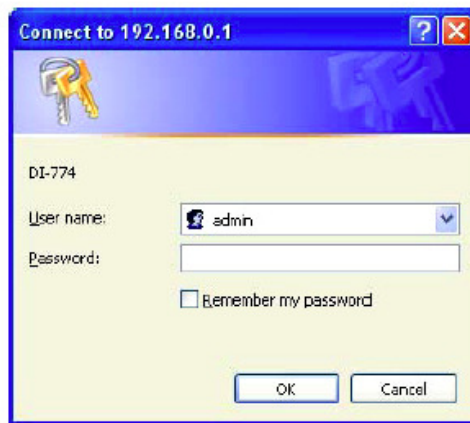 Connect to 192.168.0.1
DI-774
User name: admin
Password:
Remember my password
OK Cancel